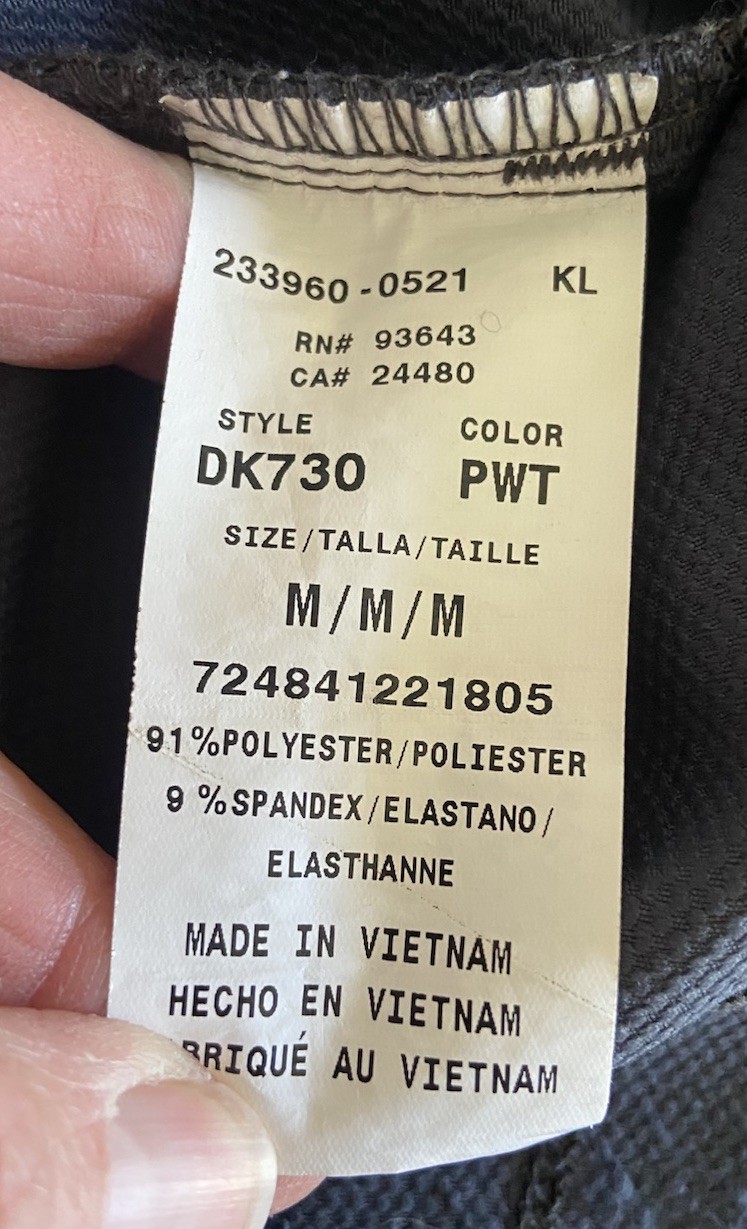 233960-0521 KL
RN# 93643
CA# 24480
STYLE COLOR
DK730 PWT
SIZE/TALLA/TAILLE
M/M/M
724841221805
91%POLYESTER/POLIESTER
9 %SPANDEX/ELASTANO/
ELASTHANNE
MADE IN VIETNAM
HECHO EN VIETNAM
AU VIETNAM